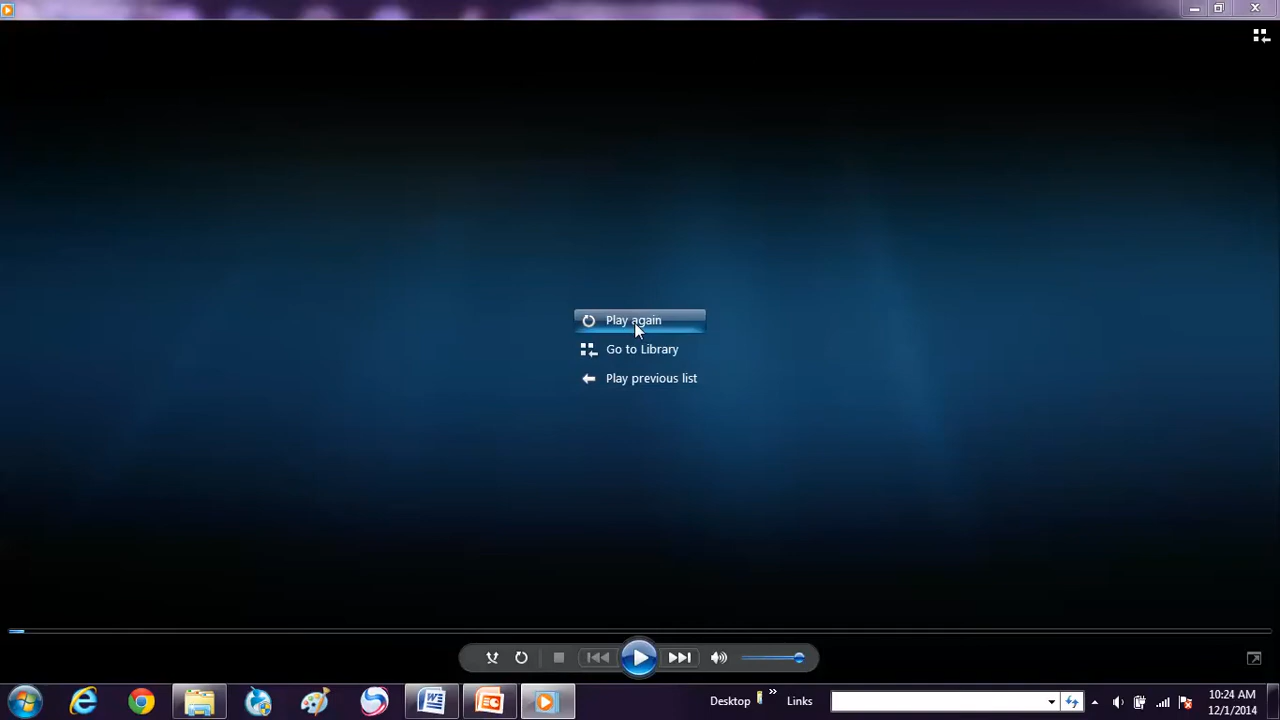 Play again
Go to Library
Play previous list
Desktop
Links
10:24 AM
12/1/2014